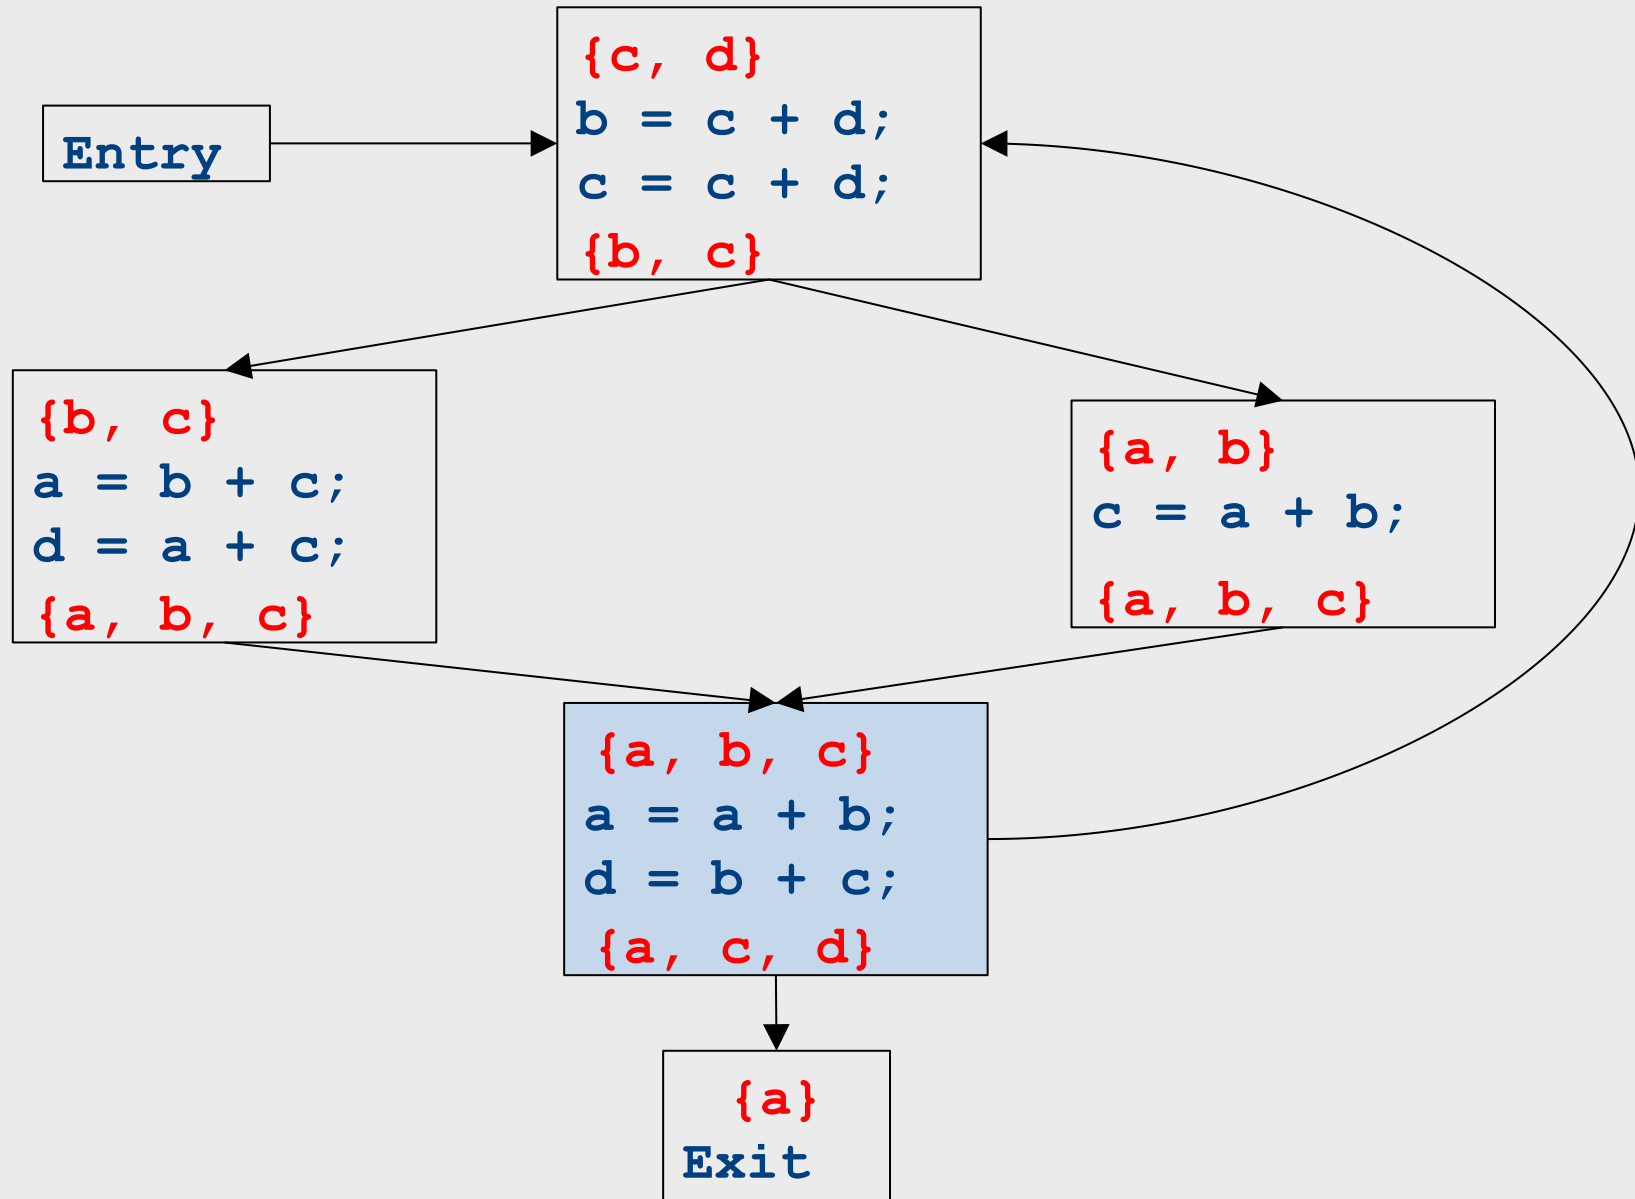 {c, d}
b = c + d;
c = c + d;
{b, c}
Entry
{b, c}
a = b + c;
d = a + c;
{a, b, c}
{a, b}
c = a + b;
{a, b, c}
{a, b, c}
a = a + b;
d = b + c;
{a, c, d}
{a}
Exit